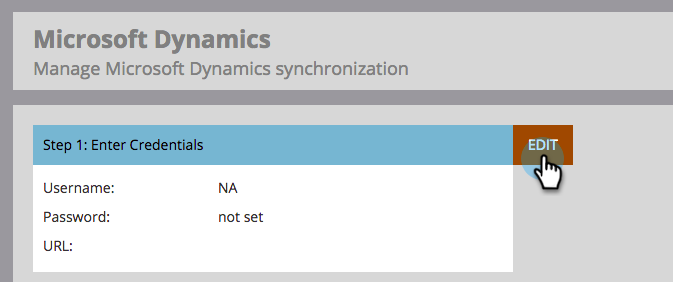 Microsoft Dynamics
Manage Microsoft Dynamics synchronization
Step 1: Enter Credentials
EDIT
Username: NA
Password: not set
URL: